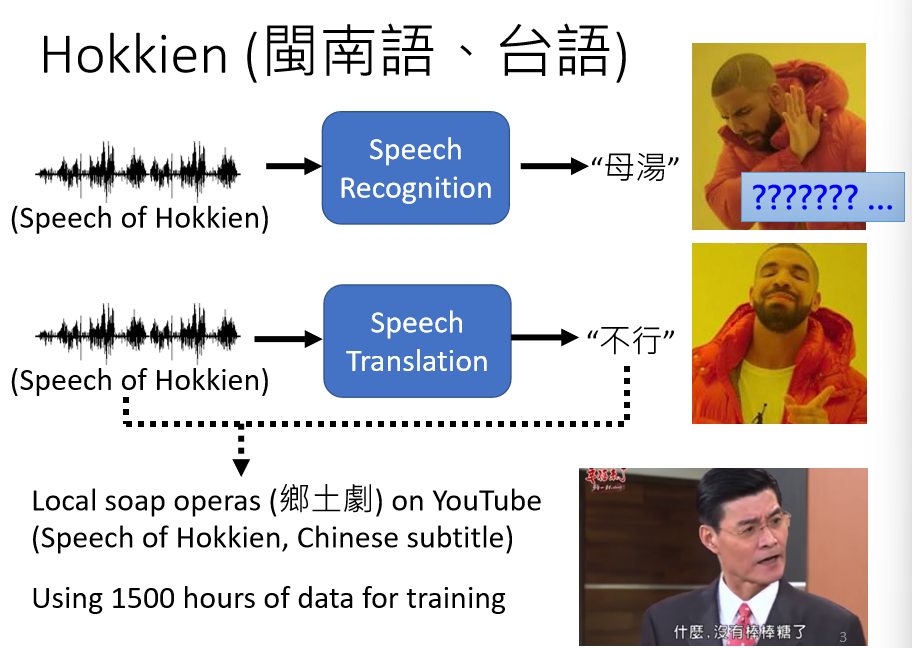 Hokkien (閩南語、台語)
(Speech of Hokkien)
Speech
Recognition
“母湯”
??????? ...
(Speech of Hokkien)
Speech
Translation
“不行”
Local soap operas (鄉土劇) on YouTube
(Speech of Hokkien, Chinese subtitle)
Using 1500 hours of data for training
什麼,沒有棒棒糖了
3